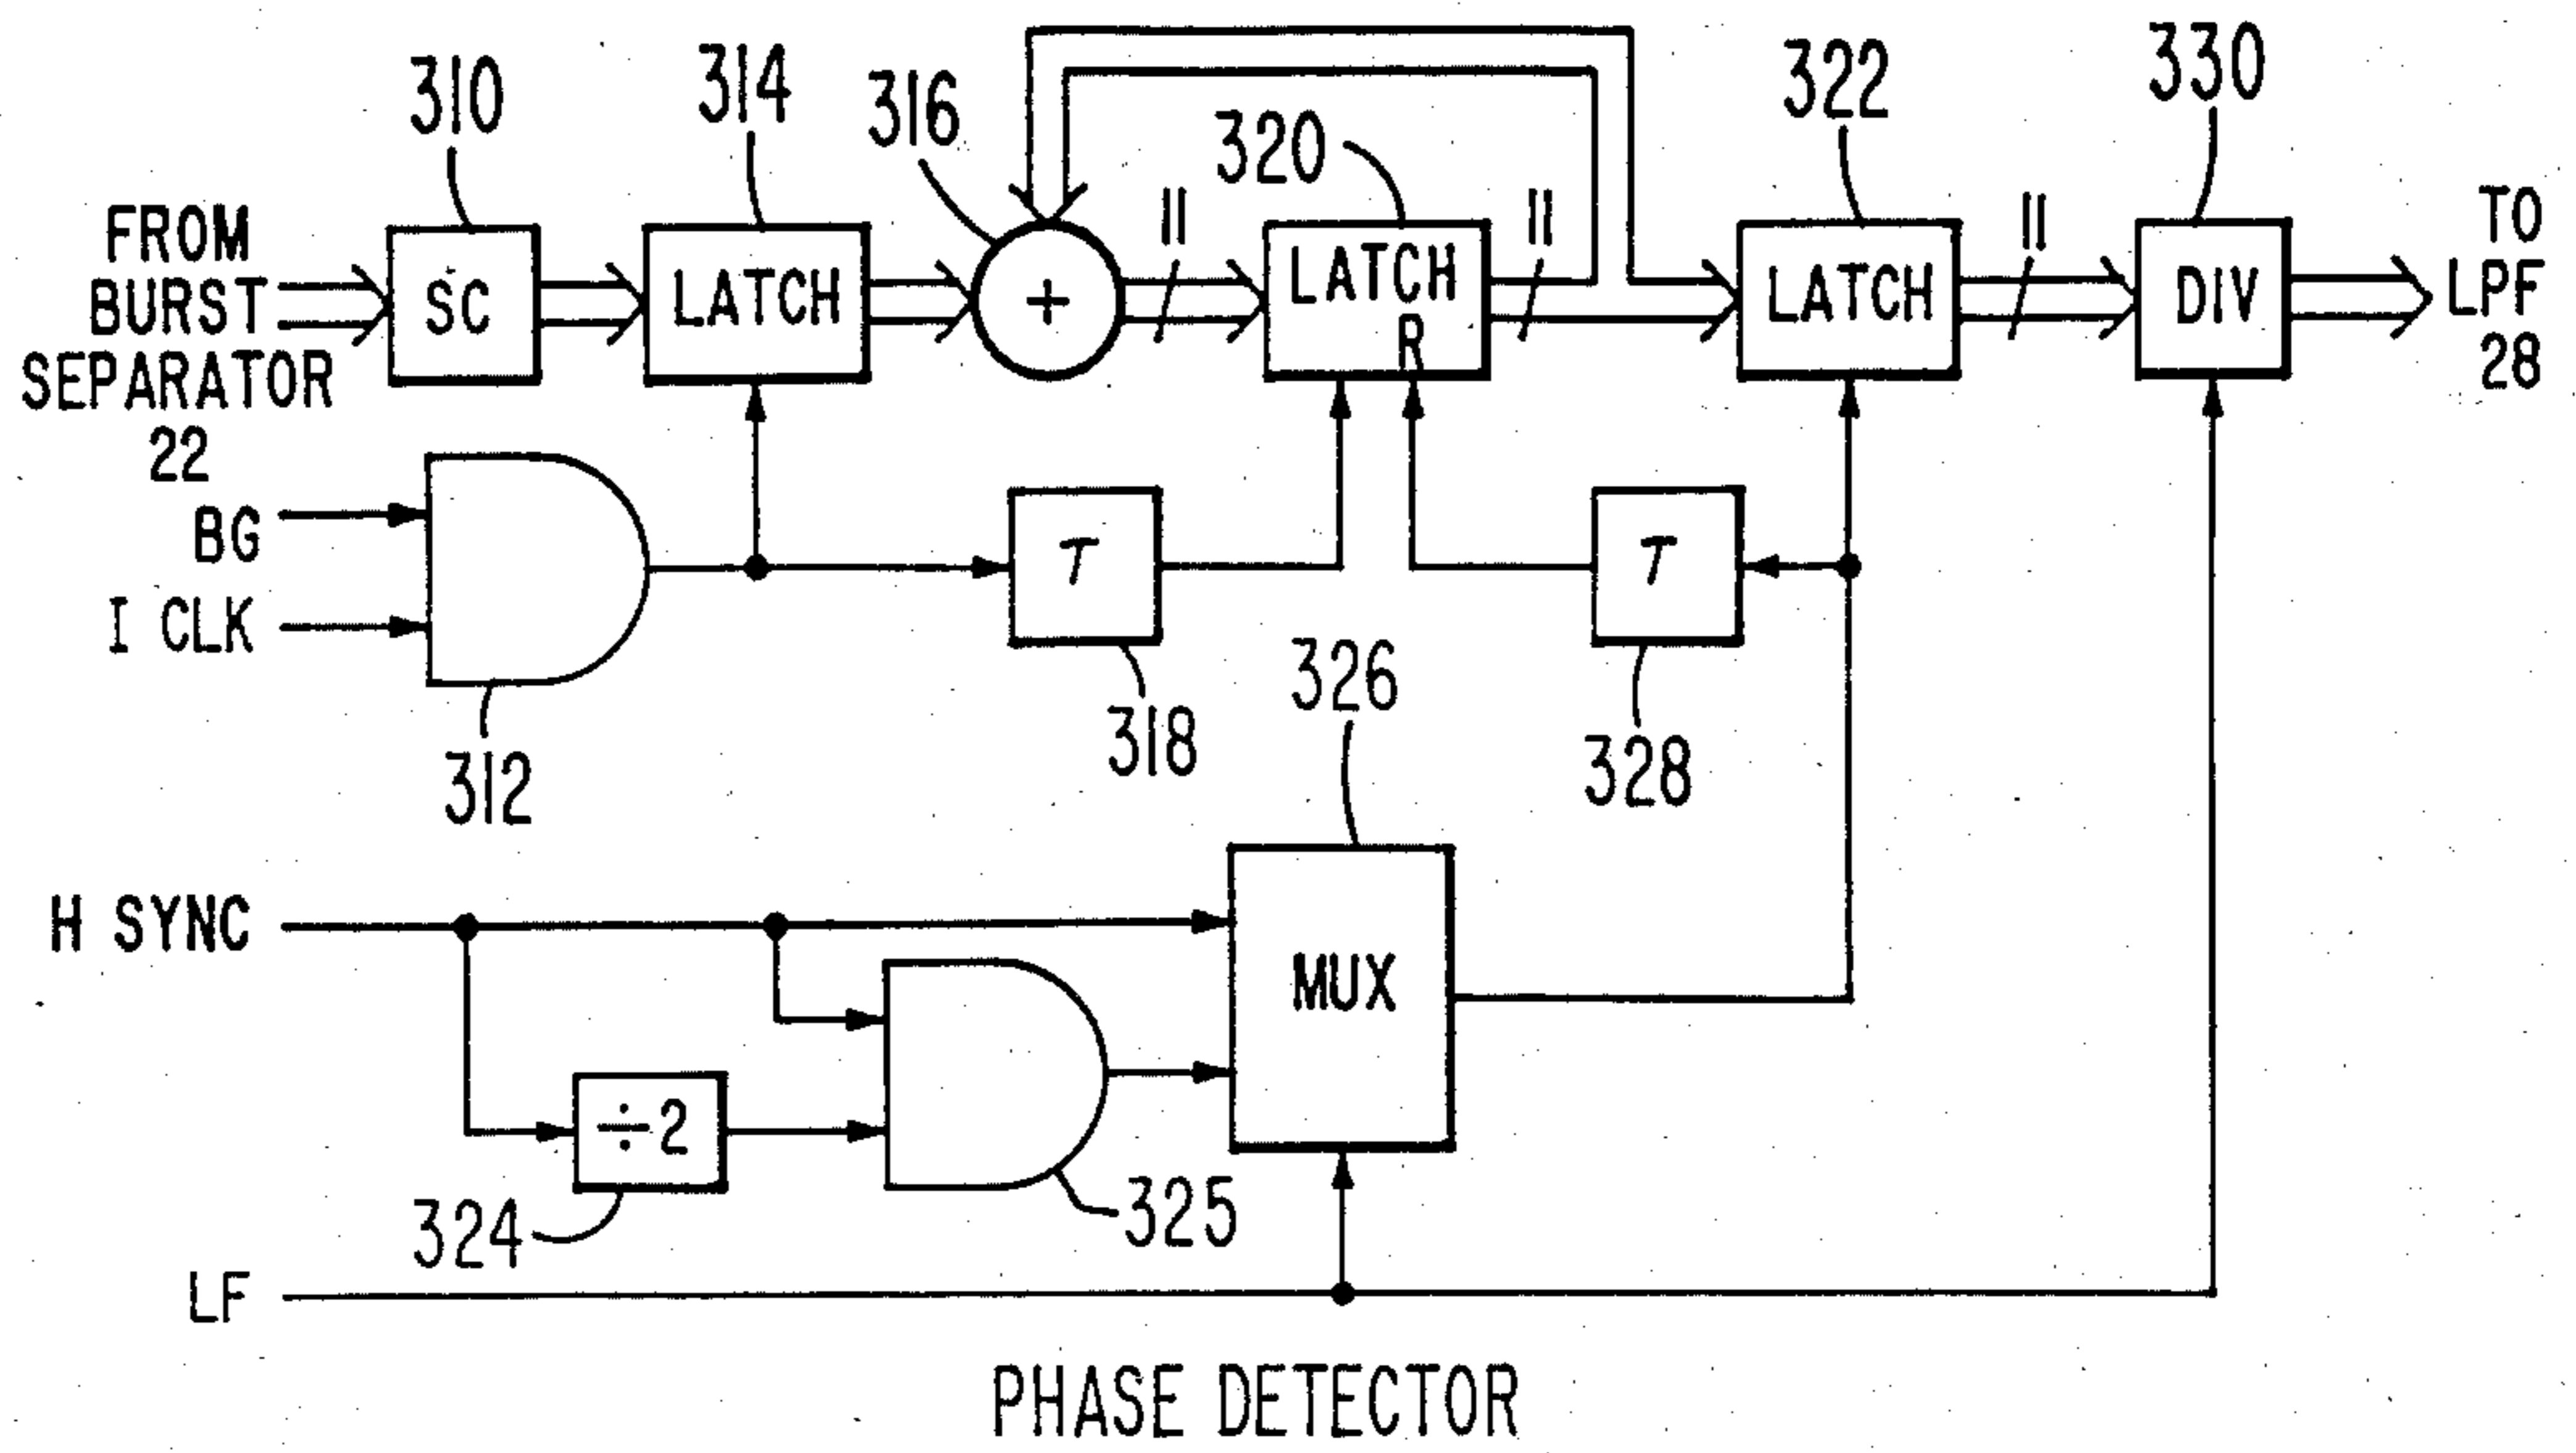 310
314
316
320
322
330
FROM
BURST
SEPARATOR
22
SC
LATCH
+
11
LATCH
R
11
LATCH
11
DIV
TO
LPF
28
BG
I CLK
312
T
318
T
328
326
H SYNC
MUX
÷2
324
325
LF
PHASE DETECTOR